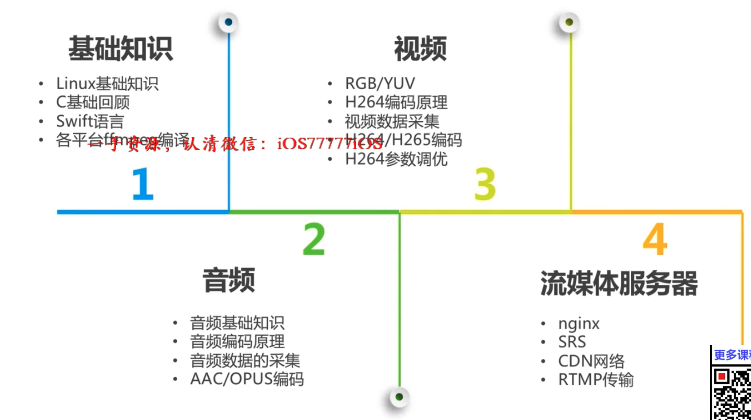 基础知识
• Linux基础知识
• C基础回顾
• Swift语言
• 各平台ffmpeg编译
一手资源，认清微信：iOS77777iOS
1
视频
• RGB/YUV
• H264编码原理
• 视频数据采集
• H264/H265编码
• H264参数调优
3
2
音频
• 音频基础知识
• 音频编码原理
• 音频数据的采集
• AAC/OPUS编码
4
流媒体服务器
• nginx
• SRS
• CDN网络
• RTMP传输
更多课